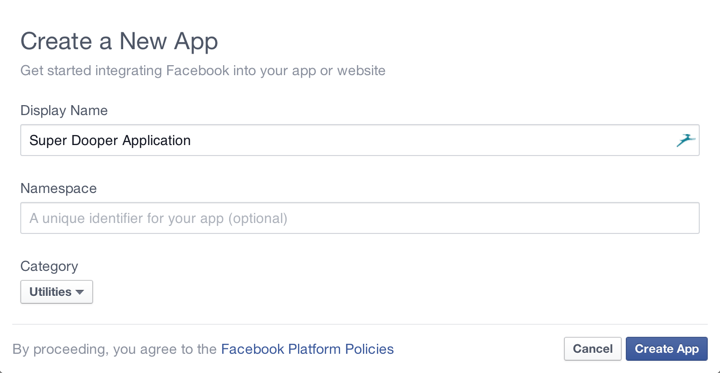 Create a New App
Get started integrating Facebook into your app or website
Display Name
Super Dooper Application
Namespace
A unique identifier for your app (optional)
Category
Utilities
By proceeding, you agree to the Facebook Platform Policies
Cancel
Create App